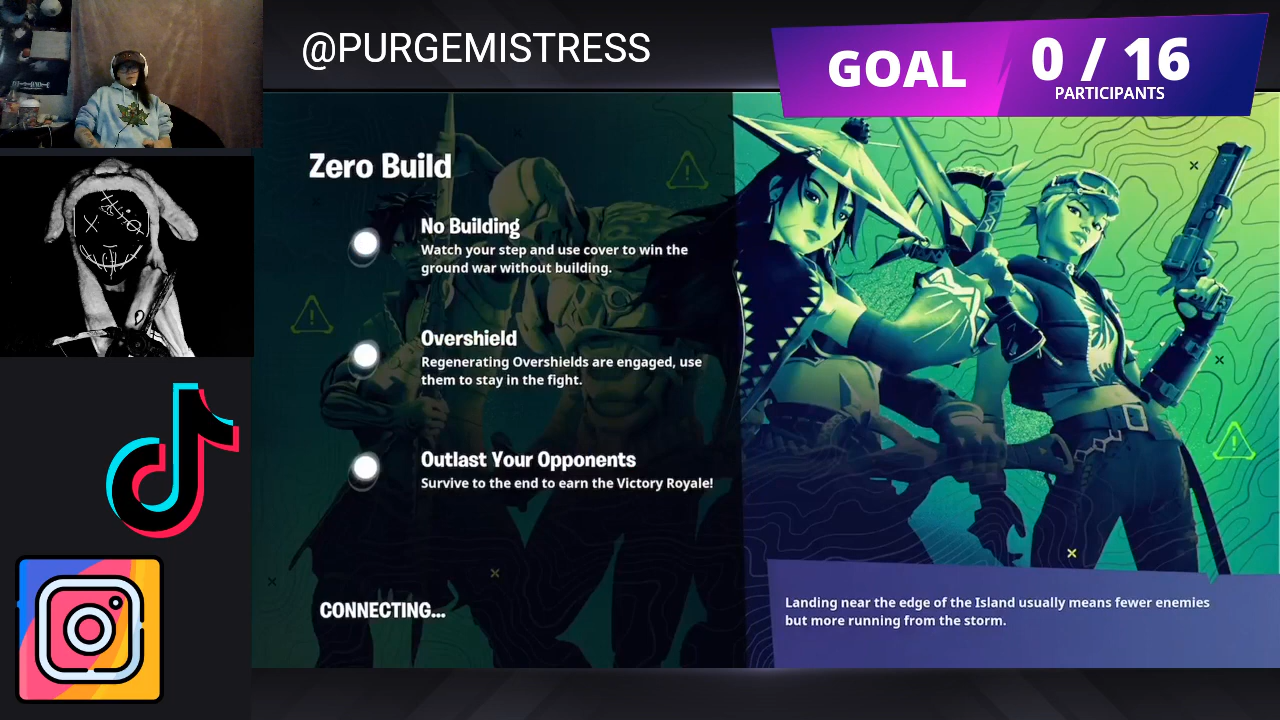 @PURGEMISTRESS
GOAL
0 / 16
PARTICIPANTS
Zero Build
No Building
Watch your step and use cover to win the
ground war without building.
Overshield
Regenerating Overshields are engaged, use
them to stay in the fight.
Outlast Your Opponents
Survive to the end to earn the Victory Royale!
CONNECTING...
Landing near the edge of the Island usually means fewer enemies
but more running from the storm.